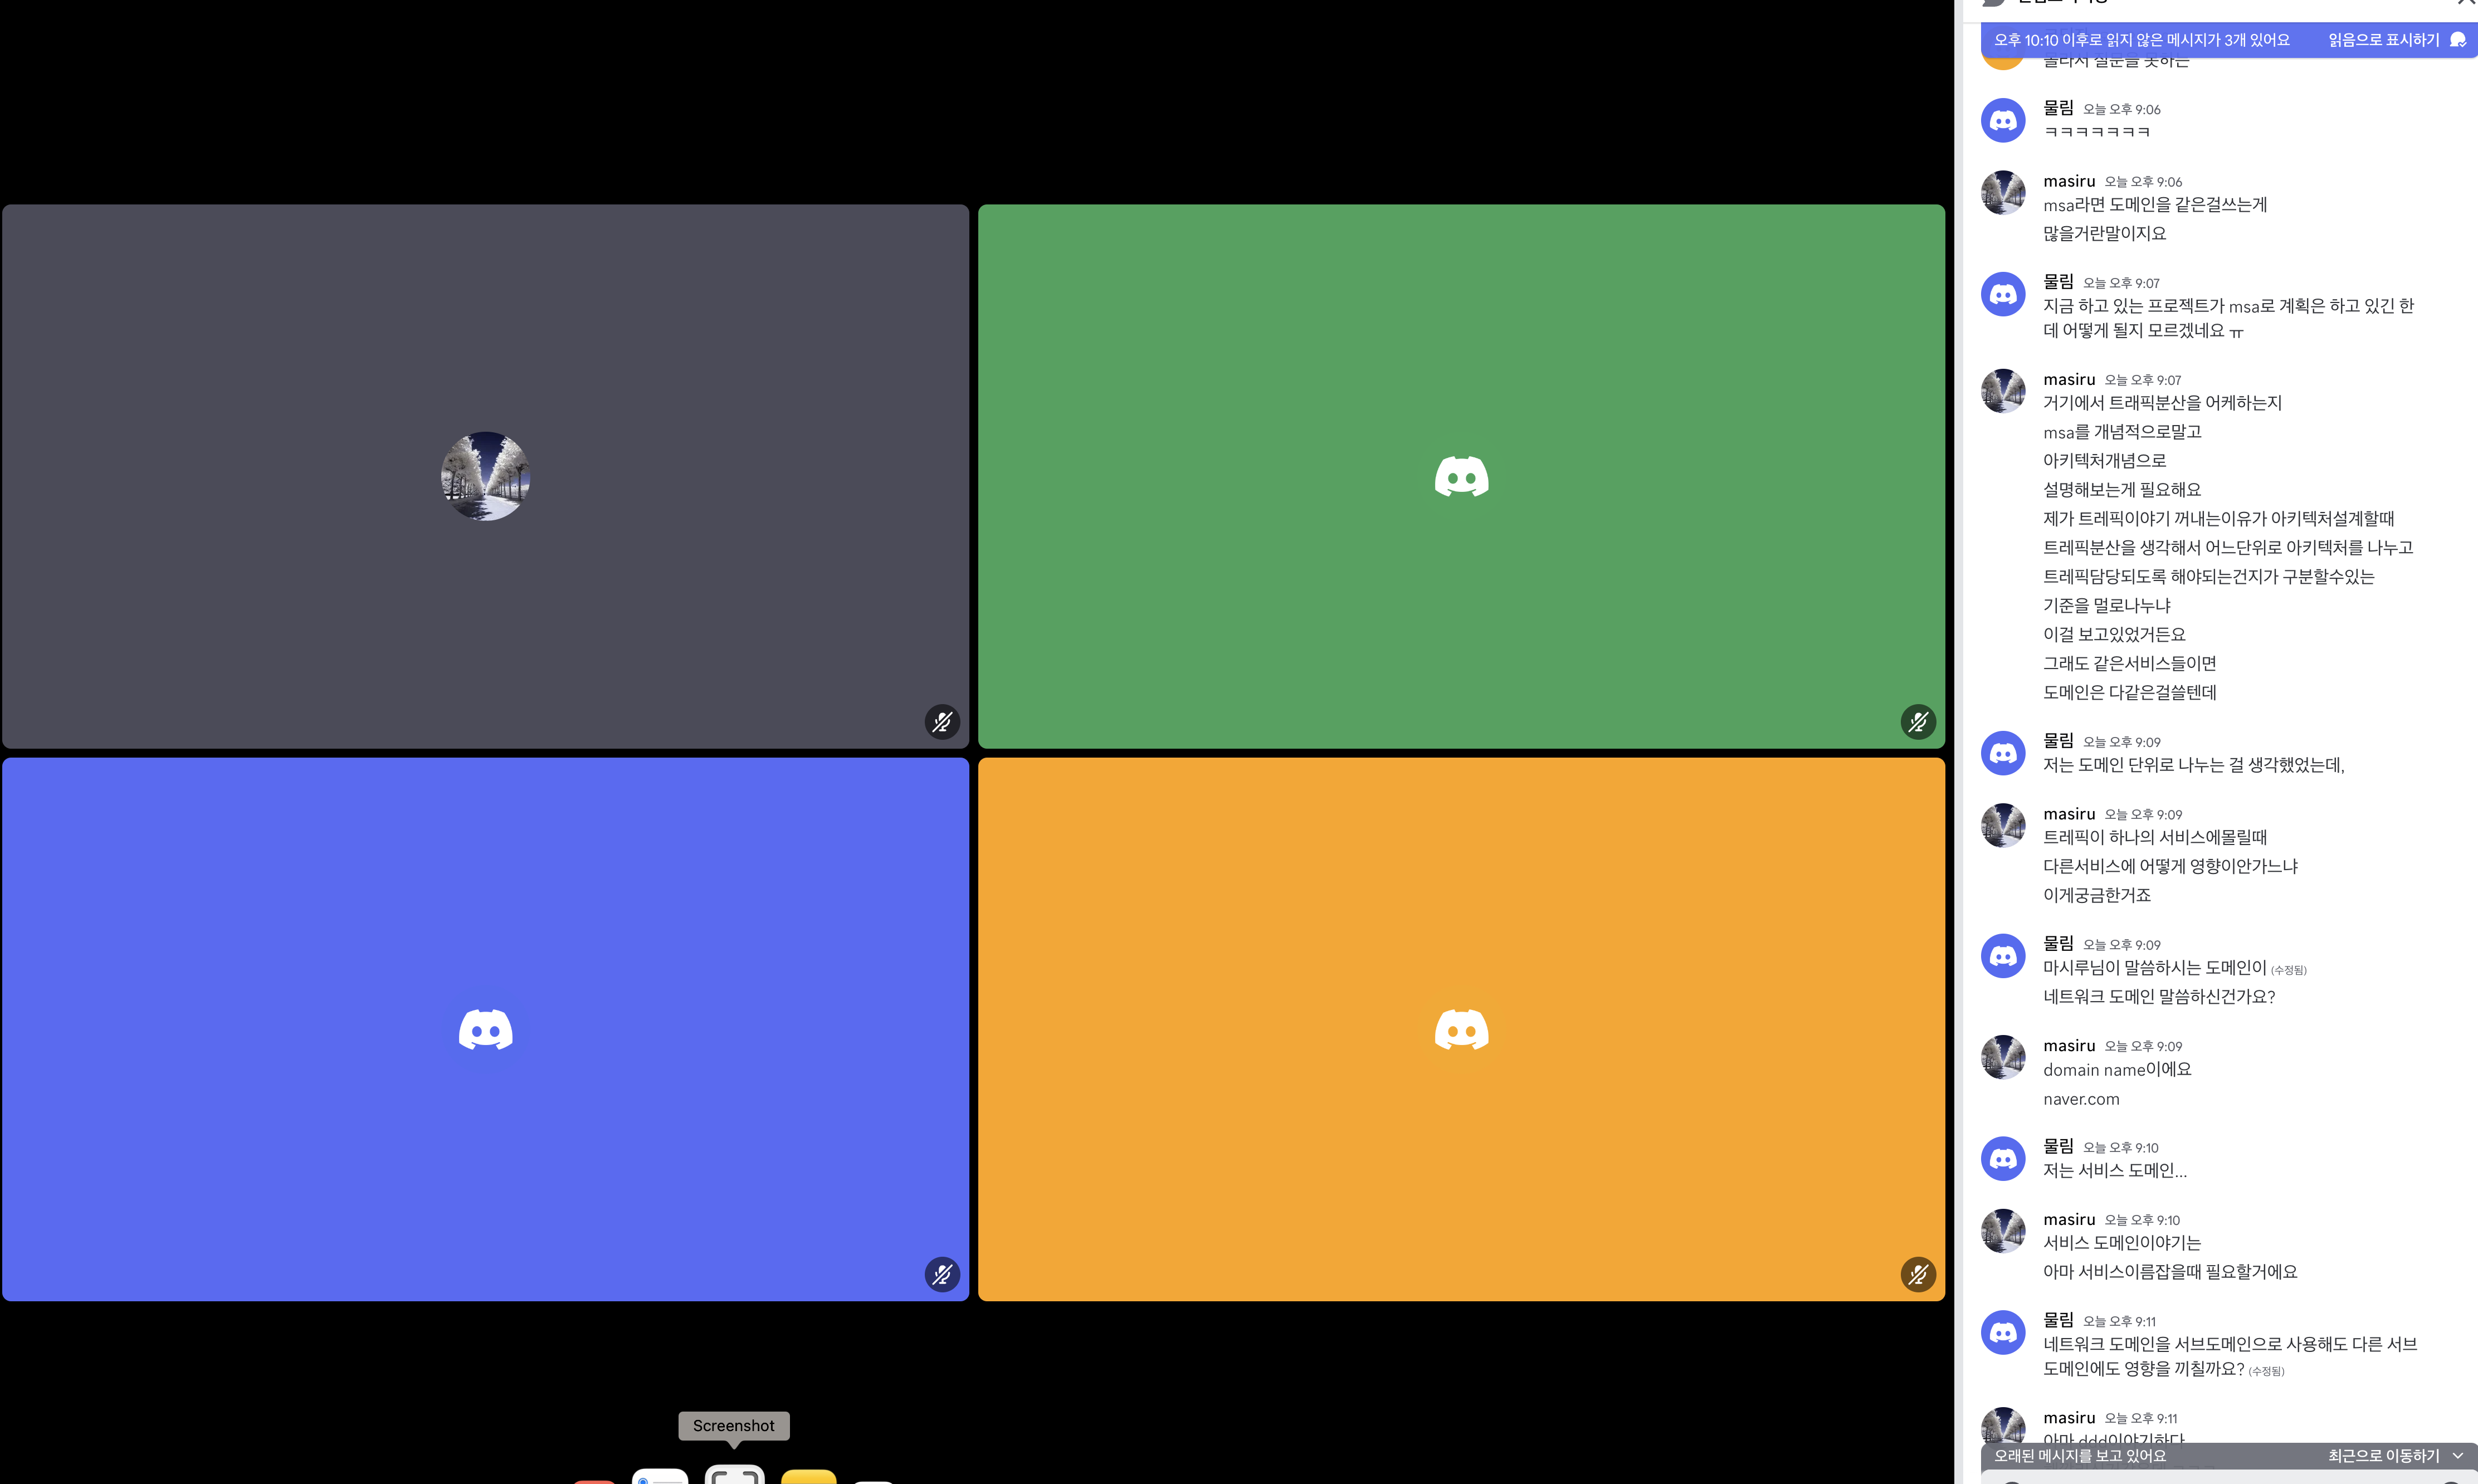 오후 10:10 이후로 읽지 않은 메시지가 3개 있어요 읽음으로 표시하기
몰라서 질문을 못하는
물림 오늘 오후 9:06
ㅋㅋㅋㅋㅋㅋㅋ
masiru 오늘 오후 9:06
msa라면 도메인을 같은걸쓰는게
많을거란말이지요
물림 오늘 오후 9:07
지금 하고 있는 프로젝트가 msa로 계획은 하고 있긴 한
데 어떻게 될지 모르겠네요 ㅠ
masiru 오늘 오후 9:07
거기에서 트래픽분산을 어케하는지
msa를 개념적으로말고
아키텍처개념으로
설명해보는게 필요해요
제가 트레픽이야기 꺼내는이유가 아키텍처설계할때
트레픽분산을 생각해서 어느단위로 아키텍처를 나누고
트레픽담당되도록 해야되는건지가 구분할수있는
기준을 멀로나누냐
이걸 보고있었거든요
그래도 같은서비스들이면
도메인은 다같은걸쓸텐데
물림 오늘 오후 9:09
저는 도메인 단위로 나누는 걸 생각했었는데,
masiru 오늘 오후 9:09
트레픽이 하나의 서비스에몰릴때
다른서비스에 어떻게 영향이안가느냐
이게궁금한거죠
물림 오늘 오후 9:09
마시루님이 말씀하시는 도메인이 (수정됨)
네트워크 도메인 말씀하신건가요?
masiru 오늘 오후 9:09
domain name이에요
naver.com
물림 오늘 오후 9:10
저는 서비스 도메인...
masiru 오늘 오후 9:10
서비스 도메인이야기는
아마 서비스이름잡을때 필요할거에요
물림 오늘 오후 9:11
네트워크 도메인을 서브도메인으로 사용해도 다른 서브
도메인에도 영향을 끼칠까요? (수정됨)
masiru 오늘 오후 9:11
아마 ddd이야기하다
오래된 메시지를 보고 있어요 최근으로 이동하기
Screenshot